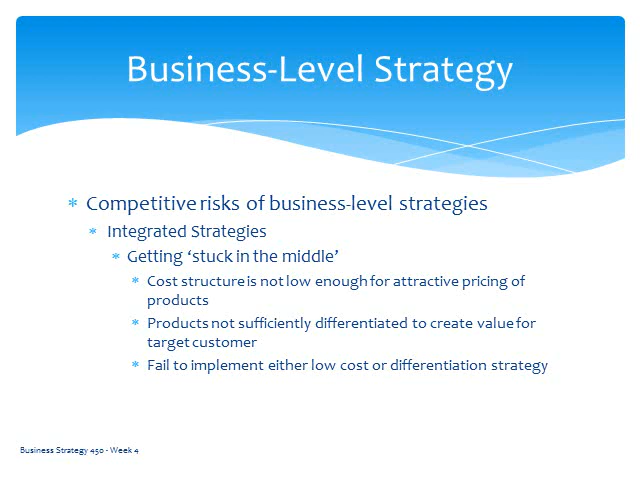 Business-Level Strategy
* Competitive risks of business-level strategies
* Integrated Strategies
* Getting ‘stuck in the middle’
* Cost structure is not low enough for attractive pricing of
products
* Products not sufficiently differentiated to create value for
target customer
* Fail to implement either low cost or differentiation strategy
Business Strategy 450 - Week 4